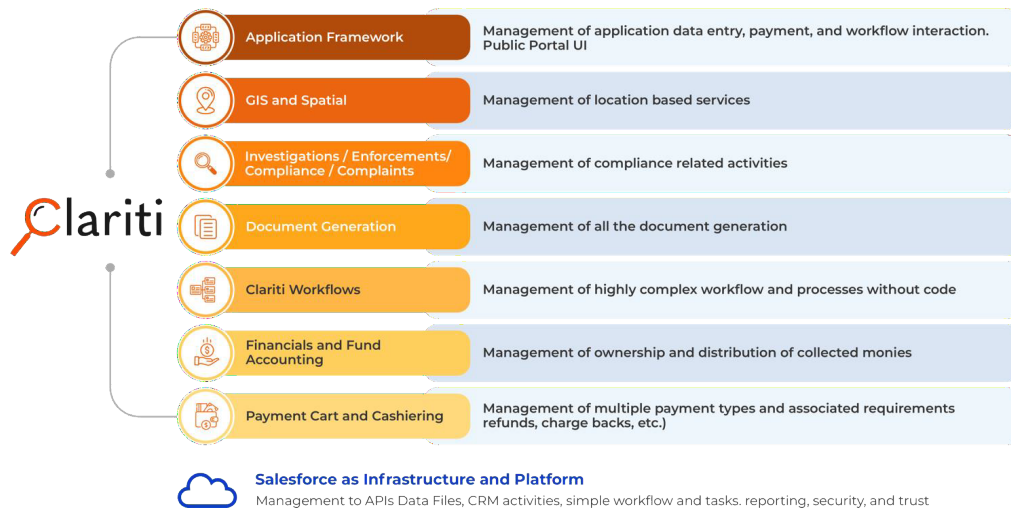 Application Framework
Management of application data entry, payment, and workflow interaction.
Public Portal UI
GIS and Spatial
Management of location based services
Investigations / Enforcements/
Compliance / Complaints
Management of compliance related activities
Clariti
Document Generation
Management of all the document generation
Clariti Workflows
Management of highly complex workflow and processes without code
Financials and Fund
Accounting
Management of ownership and distribution of collected monies
Payment Cart and Cashiering
Management of multiple payment types and associated requirements
refunds, charge backs, etc.)
Salesforce as Infrastructure and Platform
Management to APIs Data Files, CRM activities, simple workflow and tasks. reporting, security, and trust